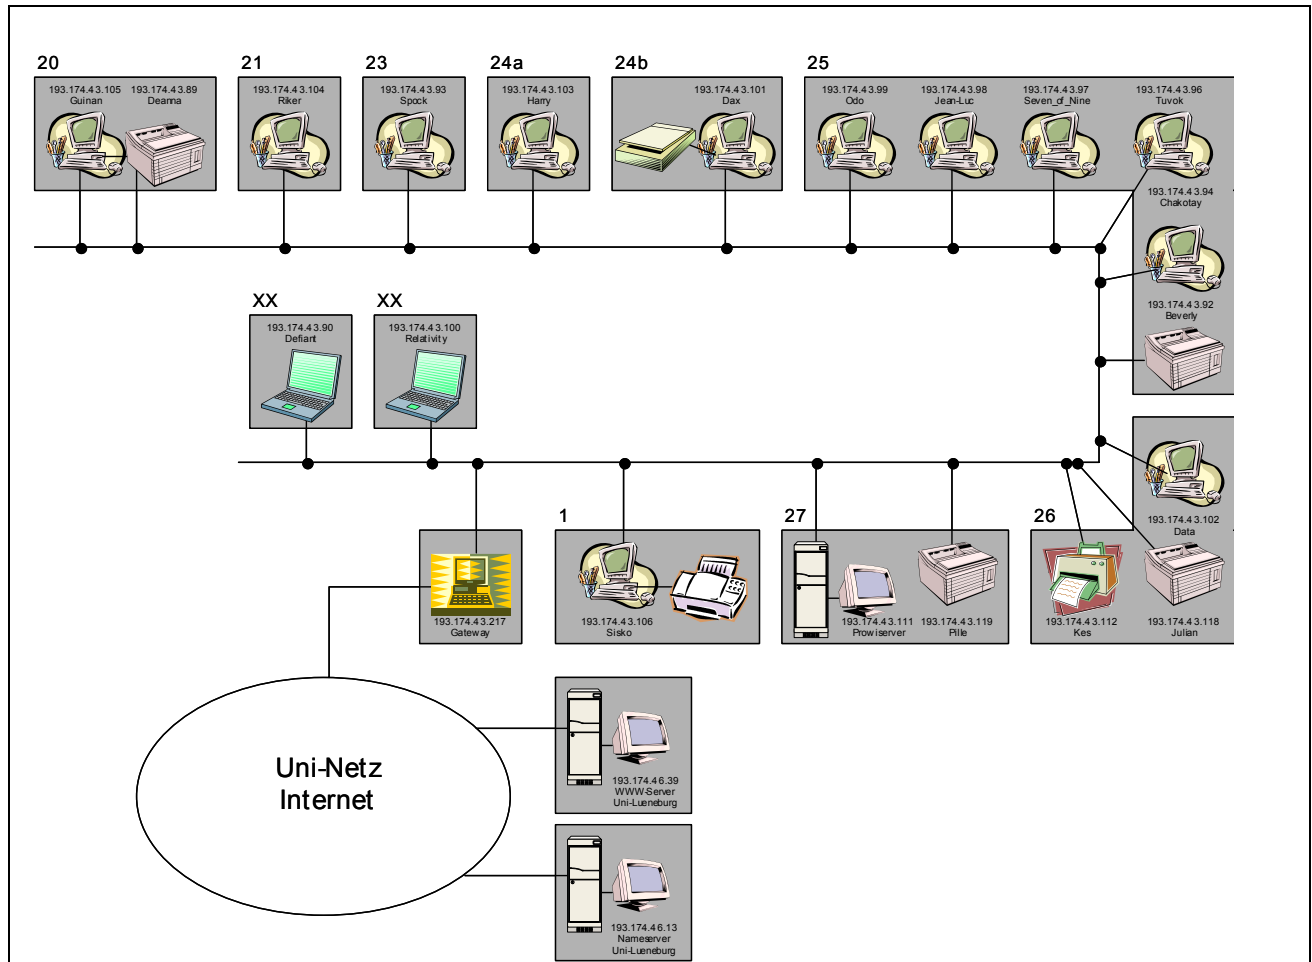 20
193.174.43.105
Guinan
193.174.43.89
Deanna
21
193.174.43.104
Riker
23
193.174.43.93
Spock
24a
193.174.43.103
Harry
24b
193.174.43.101
Dax
25
193.174.43.99
Odo
193.174.43.98
Jean-Luc
193.174.43.97
Seven_of_Nine
193.174.43.96
Tuvok
193.174.43.94
Chakotay
193.174.43.92
Beverly
XX
193.174.43.90
Defiant
XX
193.174.43.100
Relativity
193.174.43.217
Gateway
1
193.174.43.106
Sisko
27
193.174.43.111
Prowiserver
193.174.43.119
Pille
26
193.174.43.102
Data
193.174.43.112
Kes
193.174.43.118
Julian
Uni-Netz
Internet
193.174.46.39
WWW-Server
Uni-Lueneburg
193.174.46.13
Nameserver
Uni-Lueneburg